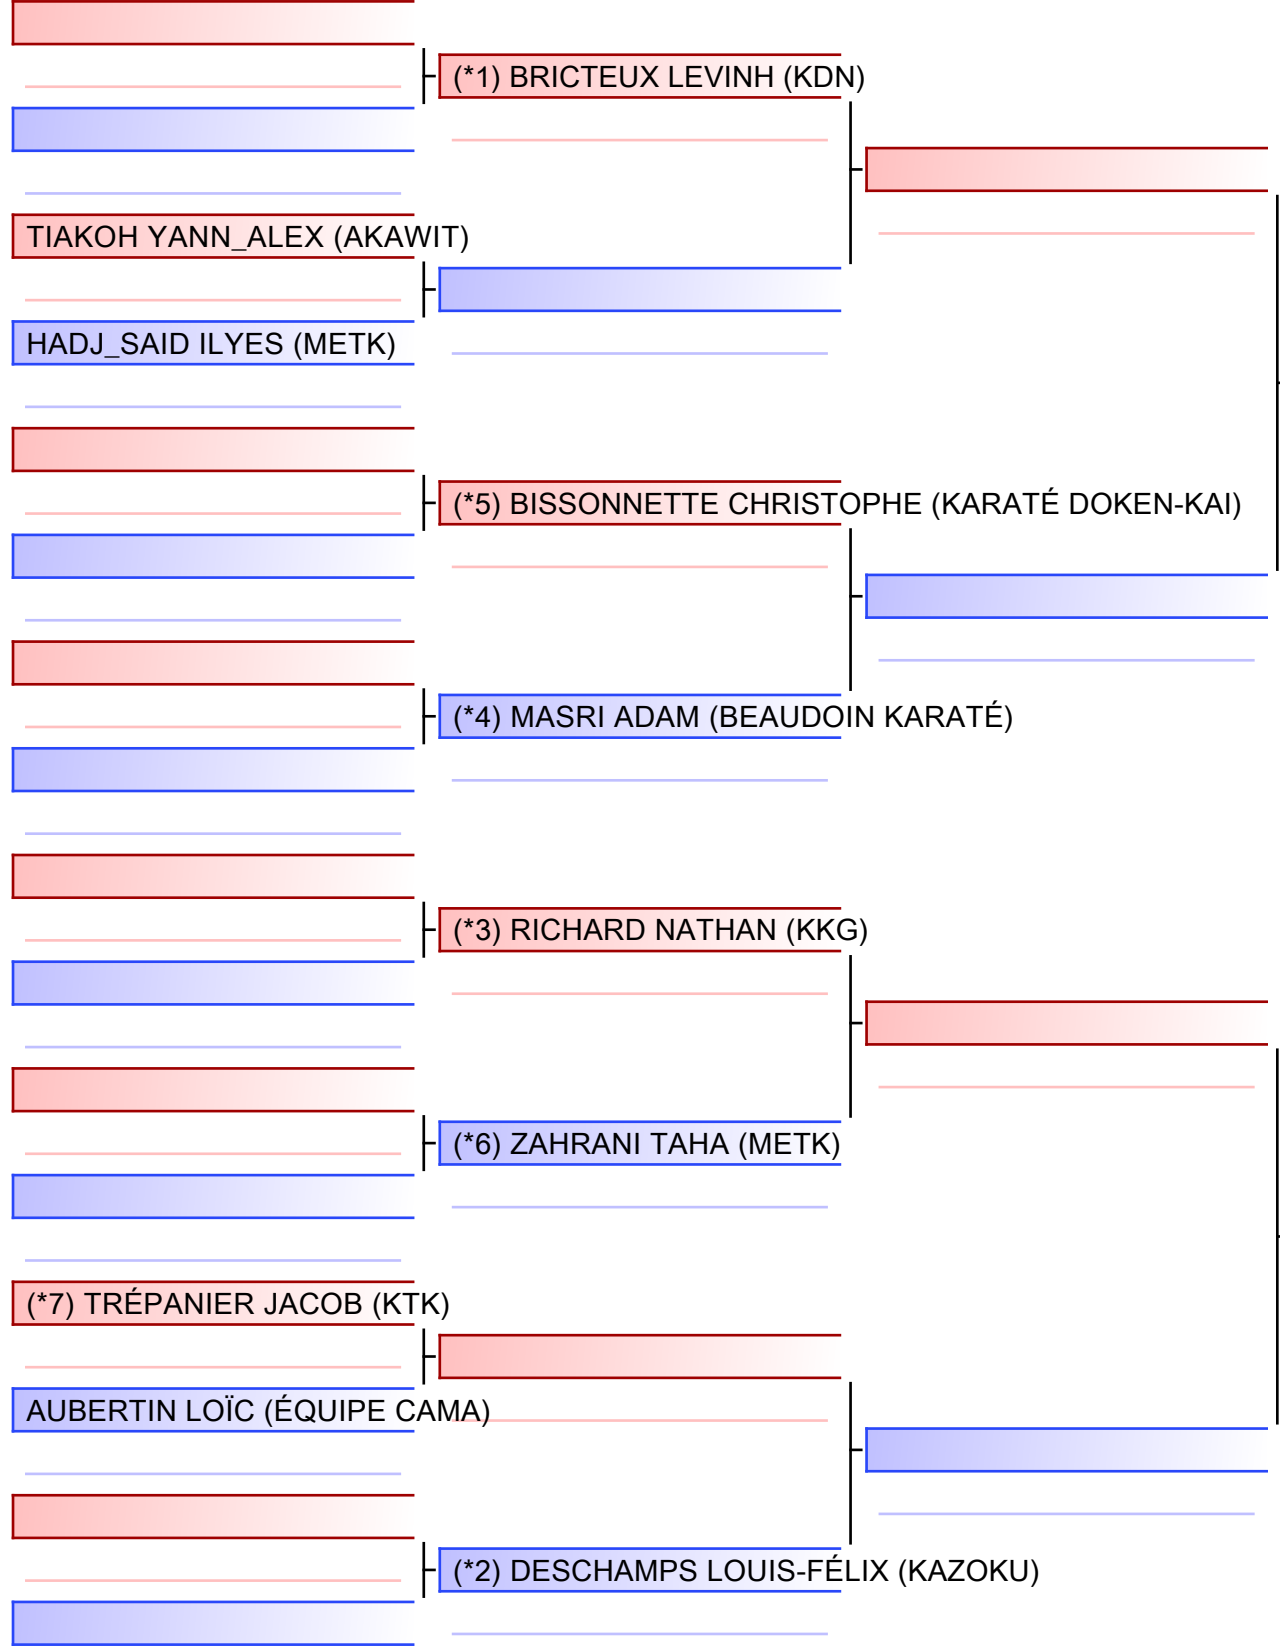 (*1) BRICTEUX LEVINH (KDN)
TIAKOH YANN_ALEX (AKAWIT)
HADJ_SAID ILYES (METK)
(*5) BISSONNETTE CHRISTOPHE (KARATÉ DOKEN-KAI)
(*4) MASRI ADAM (BEAUDOIN KARATÉ)
(*3) RICHARD NATHAN (KKG)
(*6) ZAHRANI TAHA (METK)
(*7) TRÉPANIER JACOB (KTK)
AUBERTIN LOÏC (ÉQUIPE CAMA)
(*2) DESCHAMPS LOUIS-FÉLIX (KAZOKU)